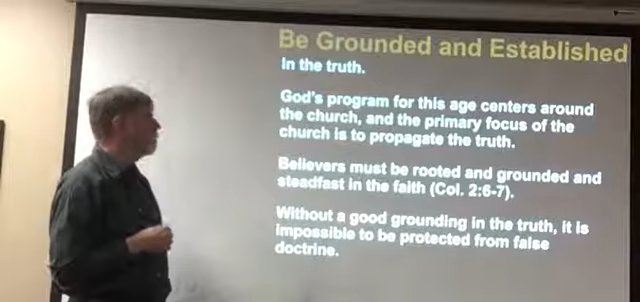 Be Grounded and Established
In the truth.
God's program for this age centers around
the church, and the primary focus of the
church is to propagate the truth.
Believers must be rooted and grounded and
steadfast in the faith (Col. 2:6-7).
Without a good grounding in the truth, it is
impossible to be protected from false
doctrine.